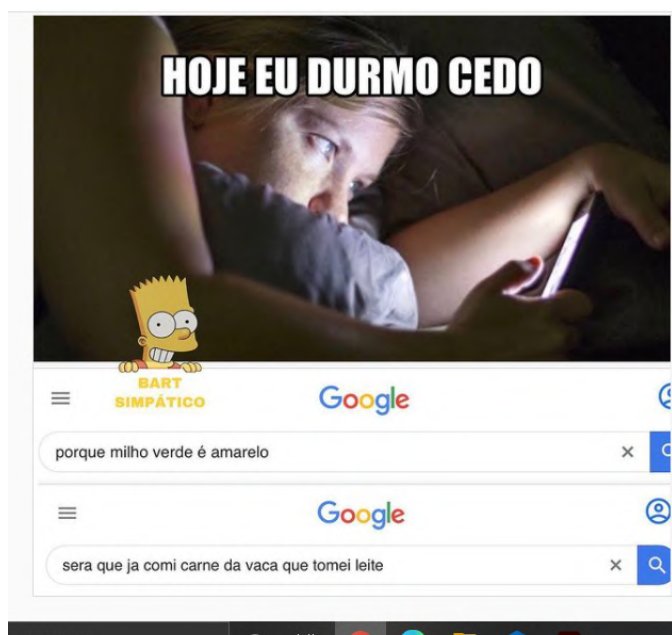 HOJE EU DURMO CEDO
BART
SIMPÁTICO
Google
porque milho verde é amarelo
Google
sera que ja comi carne da vaca que tomei leite